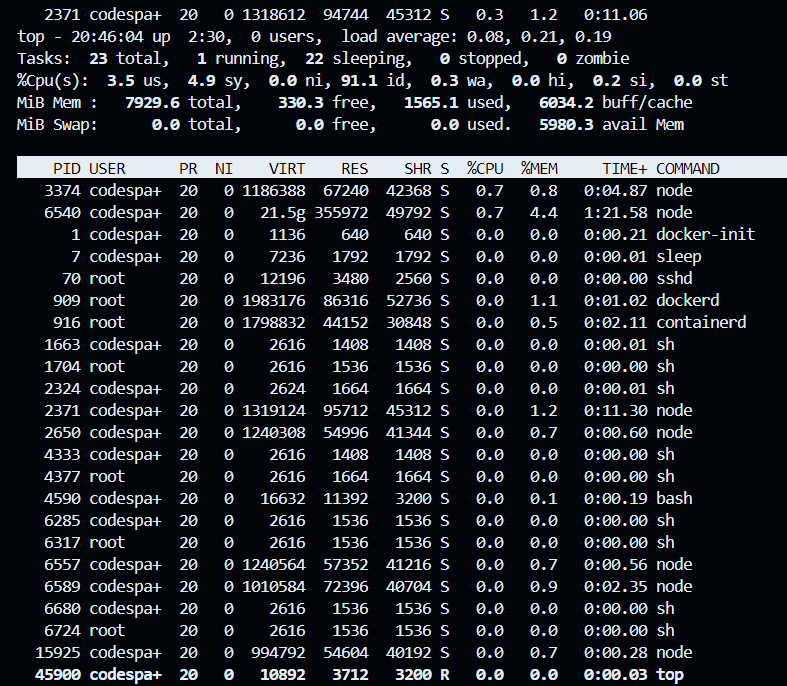 2371 codespa+  20   0 1318612  94744  45312 S   0.3   1.2   0:11.06
top - 20:46:04 up  2:30,  0 users,  load average: 0.08, 0.21, 0.19
Tasks:  23 total,   1 running,  22 sleeping,   0 stopped,   0 zombie
%Cpu(s):  3.5 us,  4.9 sy,  0.0 ni, 91.1 id,  0.3 wa,  0.0 hi,  0.2 si,  0.0 st
MiB Mem :   7929.6 total,    330.3 free,   1565.1 used,   6034.2 buff/cache
MiB Swap:      0.0 total,      0.0 free,      0.0 used.   5980.3 avail Mem
PID USER      PR  NI    VIRT    RES    SHR S  %CPU  %MEM     TIME+ COMMAND
3374 codespa+  20   0 1186388  67240  42368 S   0.7   0.8   0:04.87 node
6540 codespa+  20   0   21.5g 355972  49792 S   0.7   4.4   1:21.58 node
1 codespa+  20   0    1136    640    640 S   0.0   0.0   0:00.21 docker-init
7 codespa+  20   0    7236   1792   1792 S   0.0   0.0   0:00.01 sleep
70 root      20   0   12196   3480   2560 S   0.0   0.0   0:00.00 sshd
909 root      20   0 1983176  86316  52736 S   0.0   1.1   0:01.02 dockerd
916 root      20   0 1798832  44152  30848 S   0.0   0.5   0:02.11 containerd
1663 codespa+  20   0    2616   1408   1408 S   0.0   0.0   0:00.01 sh
1704 root      20   0    2616   1536   1536 S   0.0   0.0   0:00.00 sh
2324 codespa+  20   0    2624   1664   1664 S   0.0   0.0   0:00.01 sh
2371 codespa+  20   0 1319124  95712  45312 S   0.0   1.2   0:11.30 node
2650 codespa+  20   0 1240308  54996  41344 S   0.0   0.7   0:00.60 node
4333 codespa+  20   0    2616   1408   1408 S   0.0   0.0   0:00.00 sh
4377 root      20   0    2616   1664   1664 S   0.0   0.0   0:00.00 sh
4590 codespa+  20   0   16632  11392   3200 S   0.0   0.1   0:00.19 bash
6285 codespa+  20   0    2616   1536   1536 S   0.0   0.0   0:00.00 sh
6317 root      20   0    2616   1536   1536 S   0.0   0.0   0:00.00 sh
6557 codespa+  20   0 1240564  57352  41216 S   0.0   0.7   0:00.56 node
6589 codespa+  20   0 1010584  72396  40704 S   0.0   0.9   0:02.35 node
6680 codespa+  20   0    2616   1536   1536 S   0.0   0.0   0:00.00 sh
6724 root      20   0    2616   1536   1536 S   0.0   0.0   0:00.00 sh
15925 codespa+  20   0  994792  54604  40192 S   0.0   0.7   0:00.28 node
45900 codespa+  20   0   10892   3712   3200 R   0.0   0.0   0:00.03 top